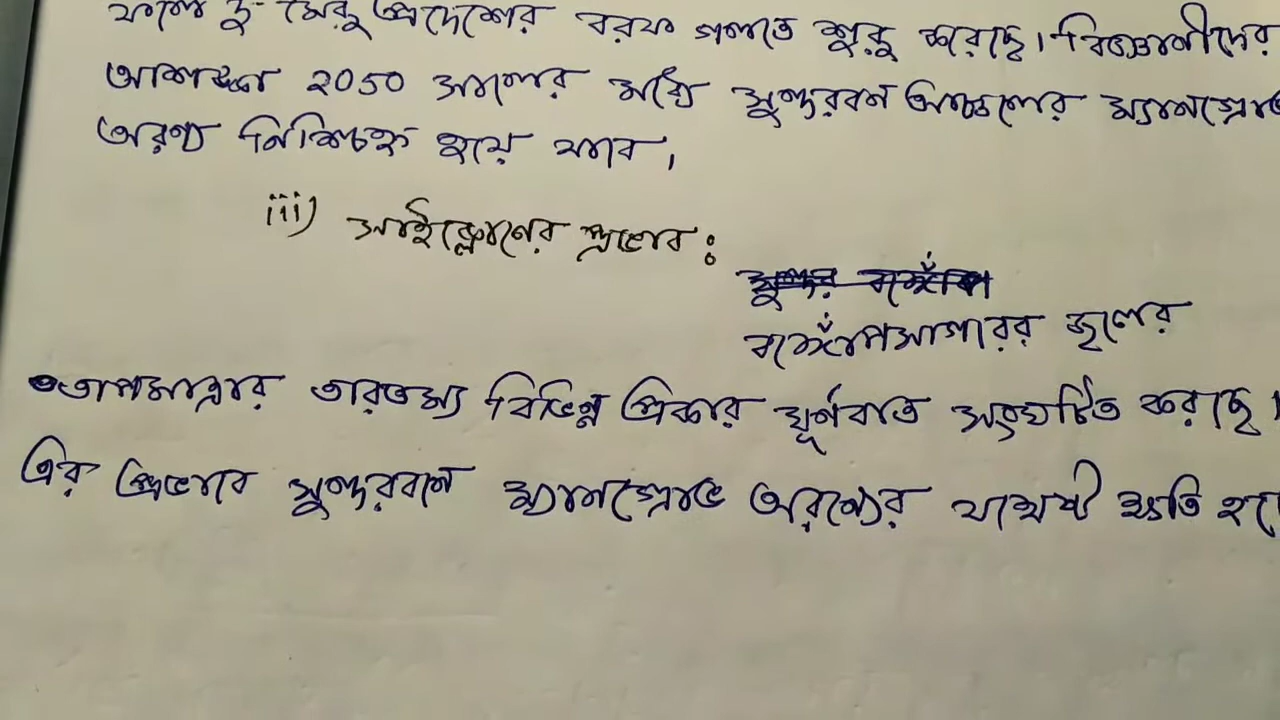 ফলে দু মেরু প্রদেশের বরফ গলতে শুরু করেছে। বিজ্ঞানীদের
আশঙ্কা 2050 সালের মধ্যে সুন্দরবন অঞ্চলের ম্যানগ্রোভ
অরণ্য নিশ্চিহ্ন হয়ে যাবে।
iii) সাইক্লোনের প্রভাব :
বঙ্গোপসাগরের জলের
তাপমাত্রার তারতম্য বিভিন্ন প্রকার ঘূর্ণবাত সংঘটিত করছে।
এর প্রভাবে সুন্দরবনে ম্যানগ্রোভ অরণ্যের যথেষ্ট ক্ষতি হচ্ছে